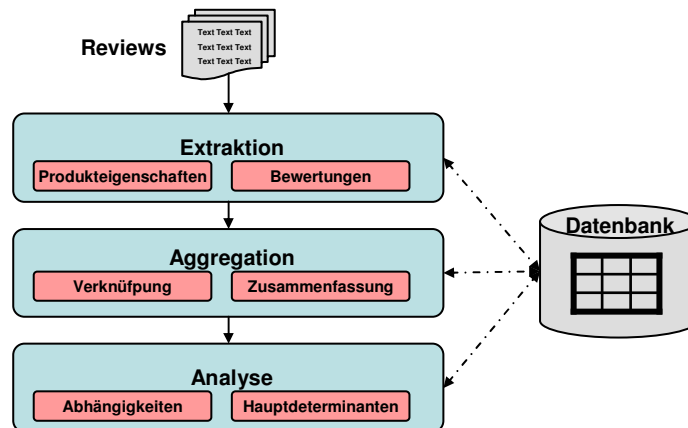 Reviews
Text Text Text
Text Text Text
Text Text Text
Extraktion
Produkteigenschaften
Bewertungen
Datenbank
Aggregation
Verknüfpung
Zusammenfassung
Analyse
Abhängigkeiten
Hauptdeterminanten